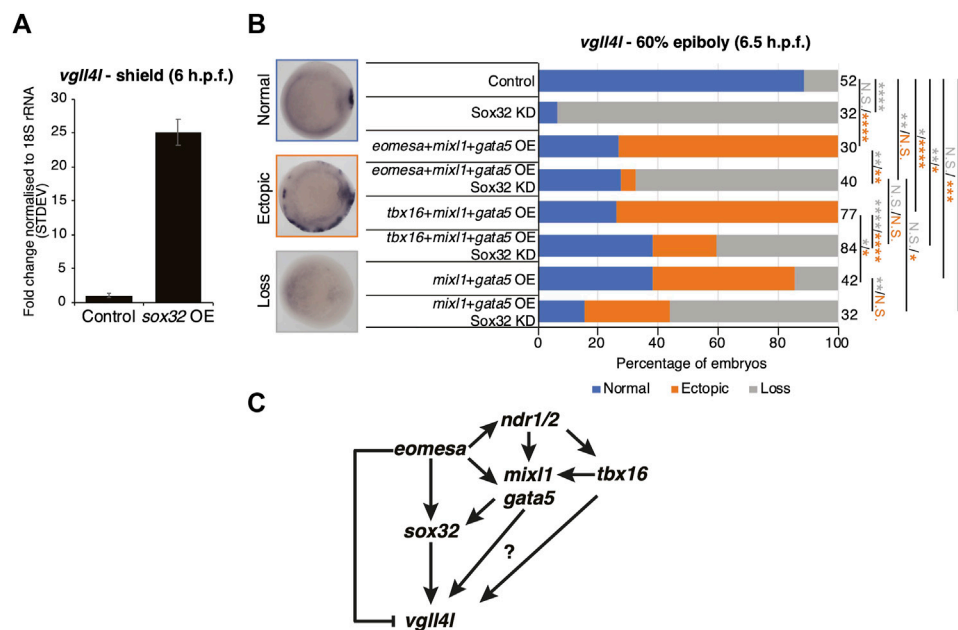 A
vgll4l - shield (6 h.p.f.)
Fold change normalised to 18S rRNA
(STDEV)
30
25
20
15
10
5
0
Control sox32 OE
B
vgll4l - 60% epiboly (6.5 h.p.f.)
Normal
Ectopic
Loss
Control
Sox32 KD
eomesa+mixl1+gata5 OE
eomesa+mixl1+gata5 OE
Sox32 KD
tbx16+mixl1+gata5 OE
tbx16+mixl1+gata5 OE
Sox32 KD
mixl1+gata5 OE
mixl1+gata5 OE
Sox32 KD
52
32
30
40
77
84
42
32
N.S./****
****
**/**
*/*
****/****
**/N.S.
N.S./N.S.
**/N.S.
*/****
N.S./*
**/*
N.S./***
0 20 40 60 80 100
Percentage of embryos
Normal Ectopic Loss
C
ndr1/2
eomesa
mixl1 tbx16
gata5
sox32
?
vgll4l